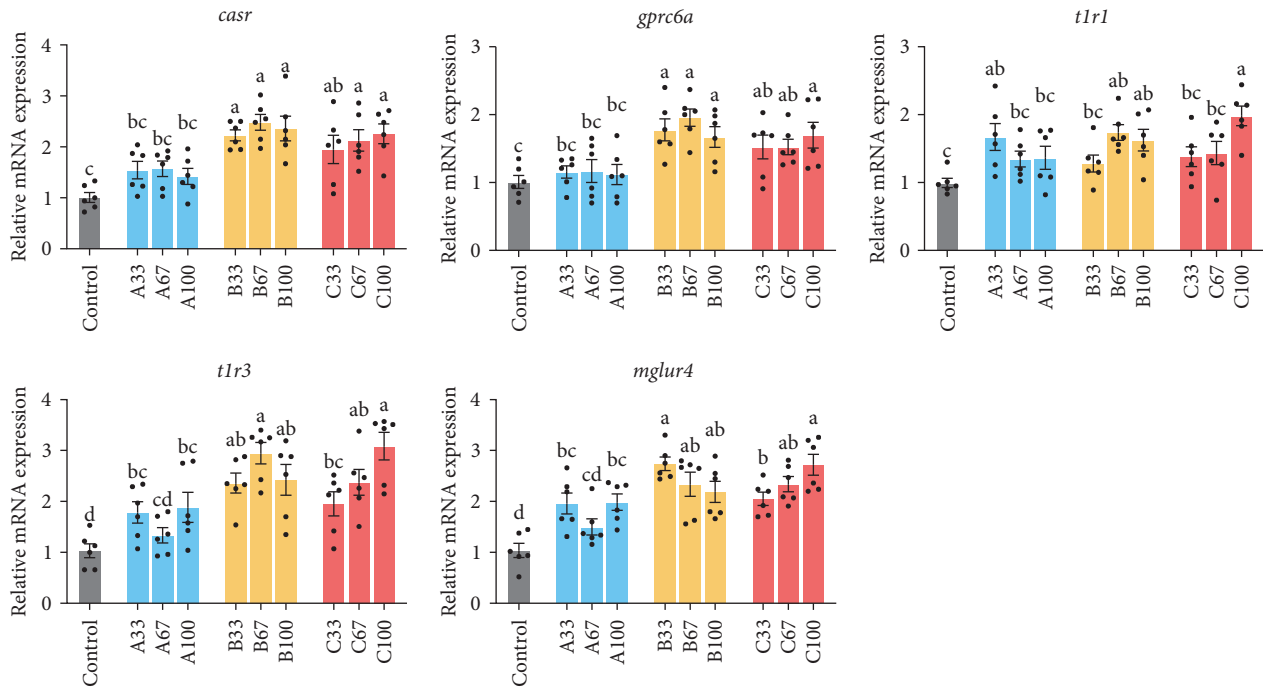 casr
Relative mRNA expression
4
3
2
1
0
c
bc
bc
bc
a
a
a
ab
a
a
Control
A33
A67
A100
B33
B67
B100
C33
C67
C100
gprc6a
Relative mRNA expression
3
2
1
0
c
bc
bc
bc
a
a
a
ab
ab
a
Control
A33
A67
A100
B33
B67
B100
C33
C67
C100
t1r1
Relative mRNA expression
3
2
1
0
c
ab
bc
bc
bc
ab
ab
bc
bc
a
Control
A33
A67
A100
B33
B67
B100
C33
C67
C100
t1r3
Relative mRNA expression
4
3
2
1
0
d
bc
cd
bc
ab
a
ab
bc
ab
a
Control
A33
A67
A100
B33
B67
B100
C33
C67
C100
mglur4
Relative mRNA expression
4
3
2
1
0
d
bc
cd
bc
a
ab
ab
b
ab
a
Control
A33
A67
A100
B33
B67
B100
C33
C67
C100